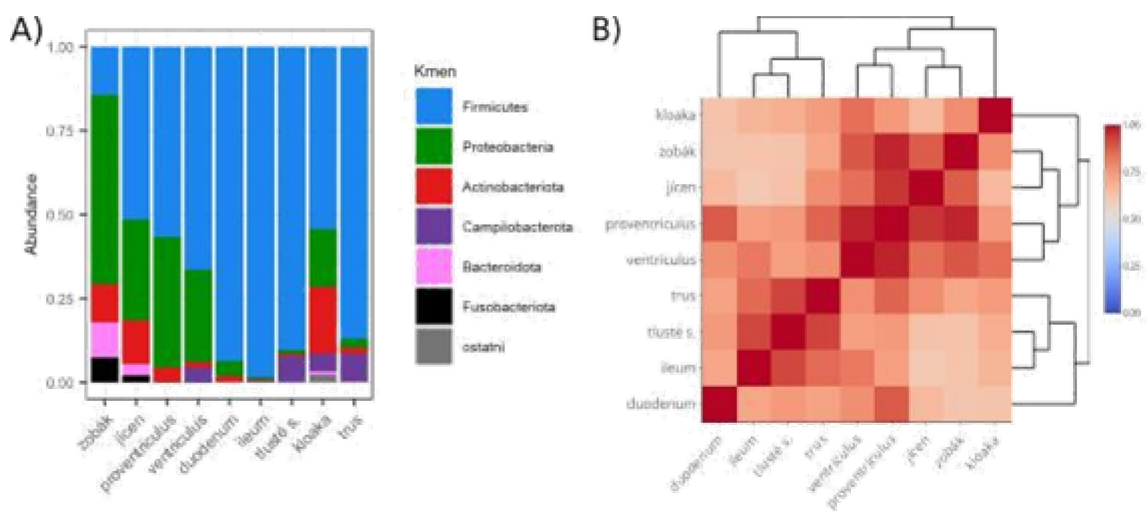 A)
1.00
0.75
0.50
0.25
0.00
Abundance
zobák
jícen
proventriculus
ventriculus
duodenum
ileum
tlusté s.
kloaka
trus
Kmen
Firmicutes
Proteobacteria
Actinobacteriota
Campilobacterota
Bacteroidota
Fusobacteriota
ostatní
B)
kloaka
zobák
jícen
proventriculus
ventriculus
trus
tlusté s.
ileum
duodenum
duodenum
ileum
tlusté s.
trus
ventriculus
proventriculus
jícen
zobák
kloaka
1.00
0.75
0.50
0.25
0.00